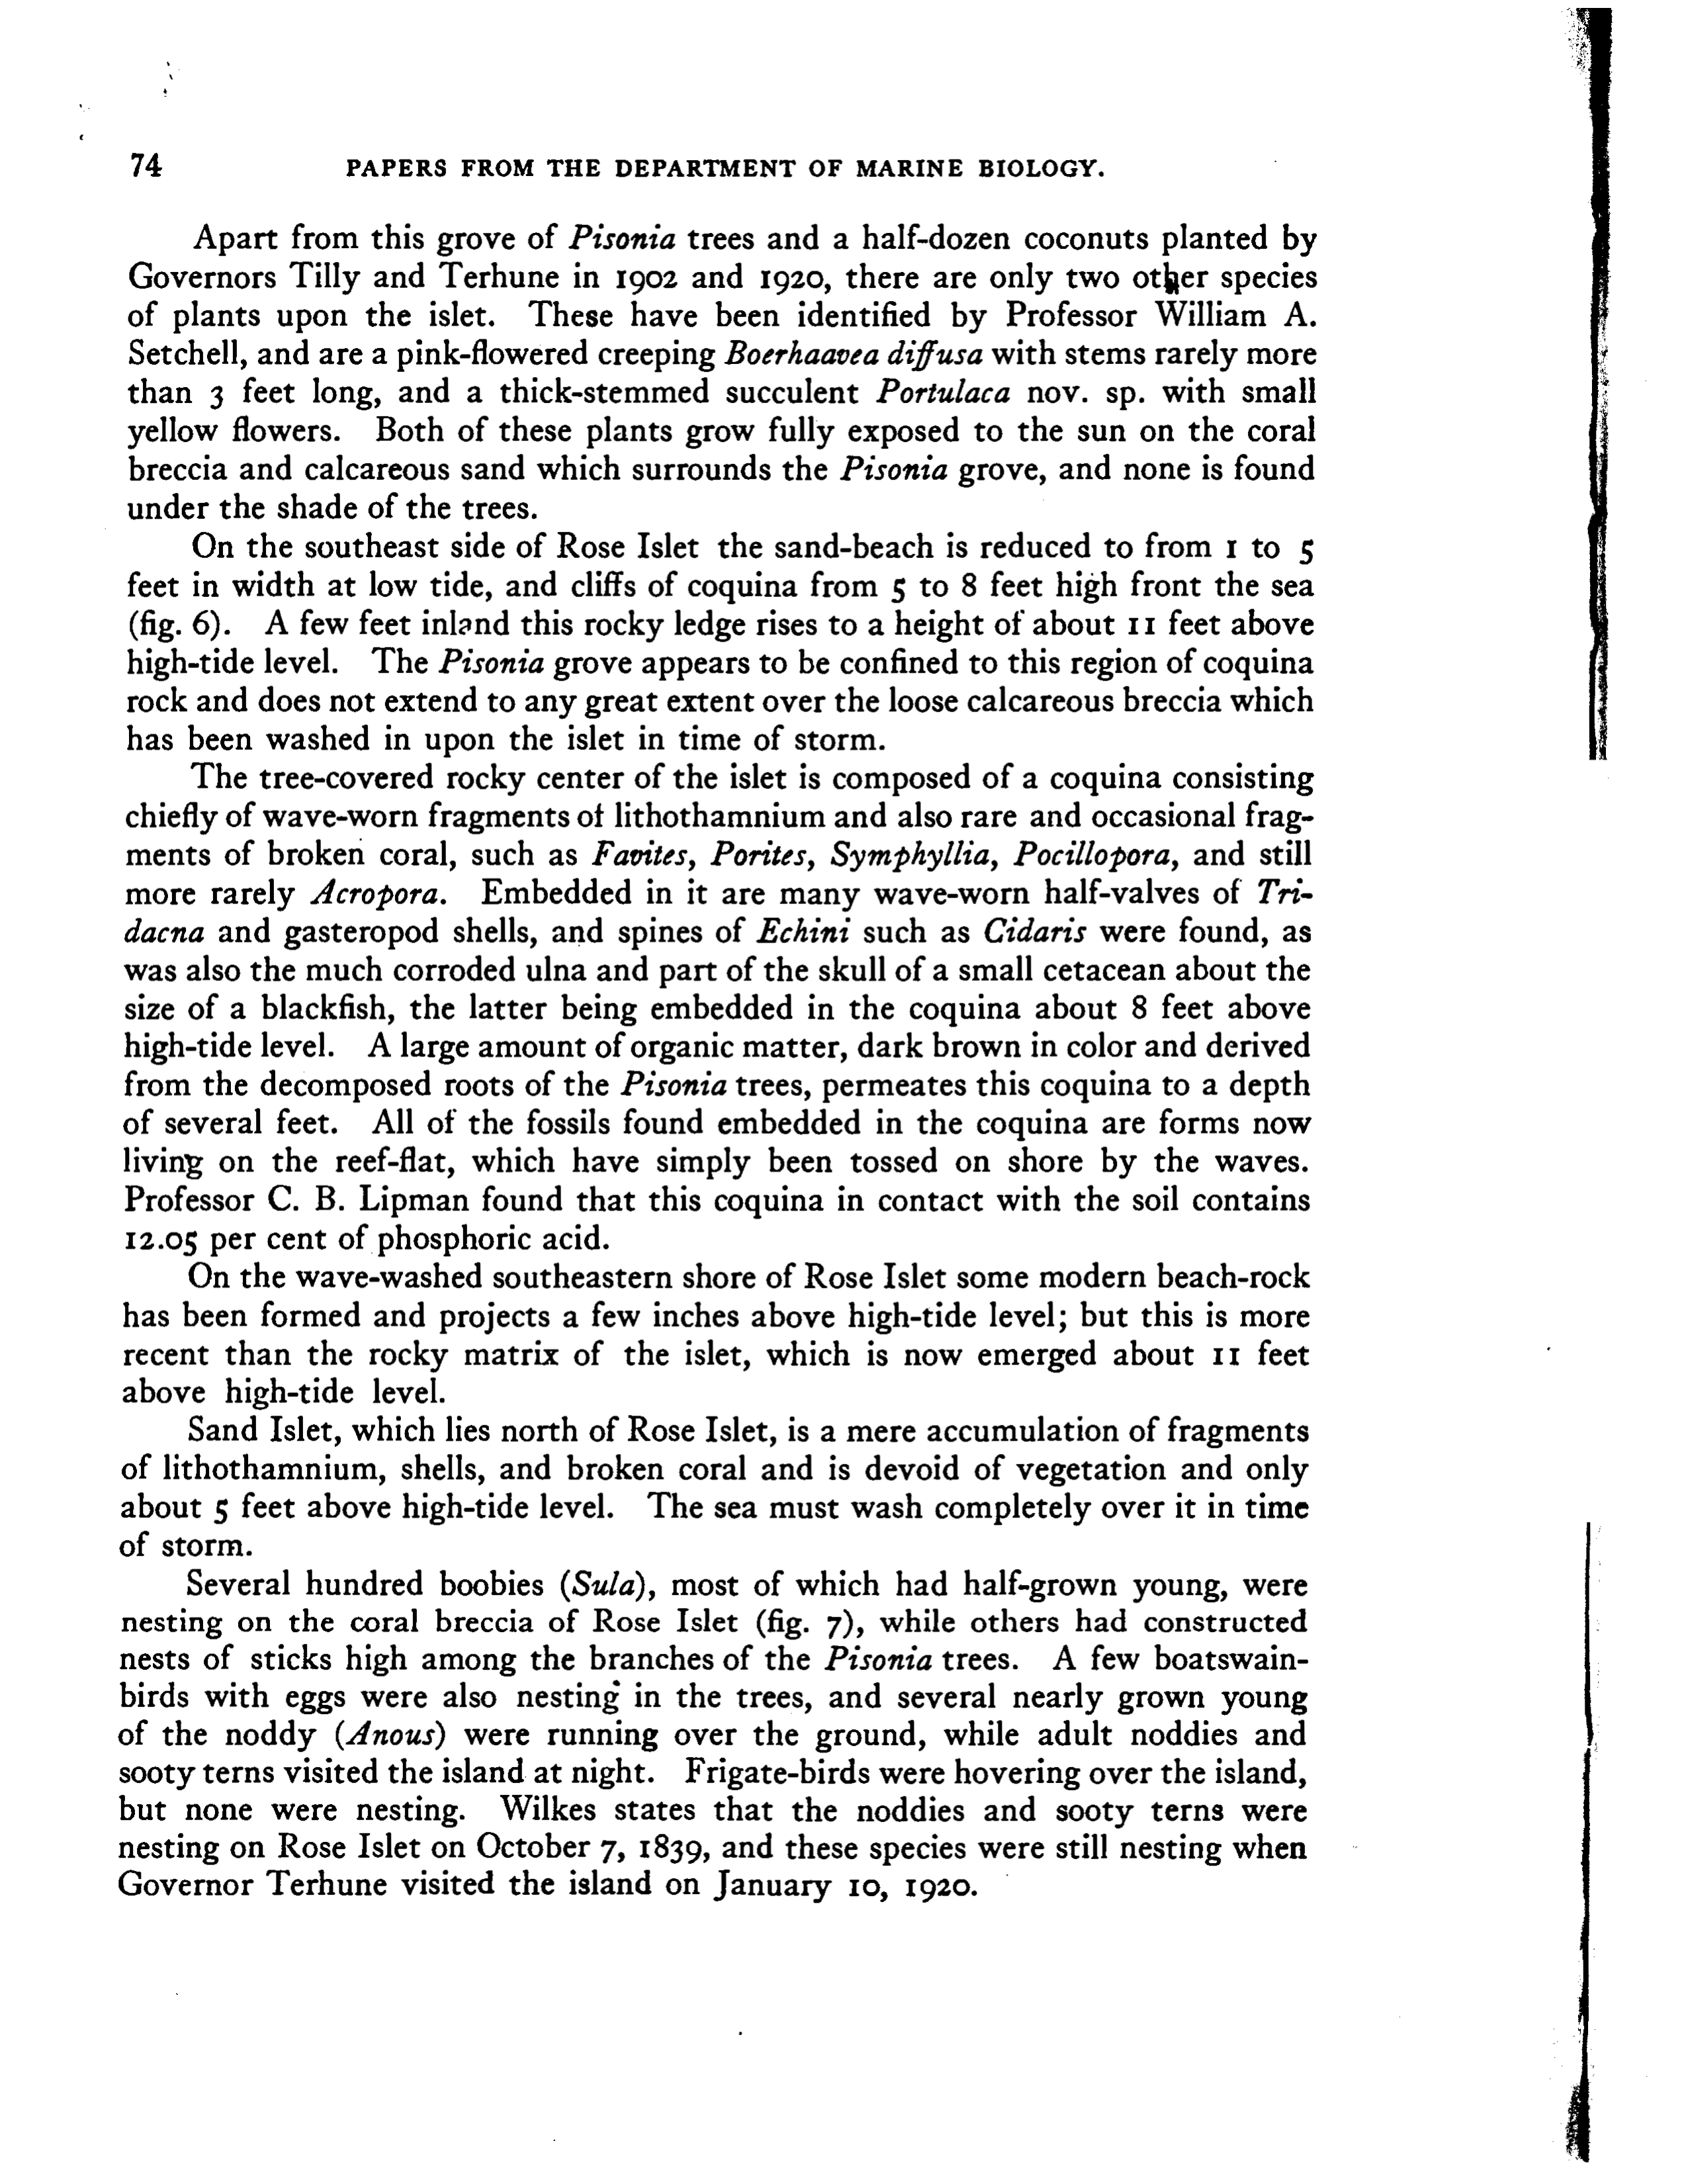 74 PAPERS FROM THE DEPARTMENT OF MARINE BIOLOGY.
Apart from this grove of Pisonia trees and a half-dozen coconuts planted by
Governors Tilly and Terhune in 1902 and 1920, there are only two other species
of plants upon the islet. These have been identified by Professor William A.
Setchell, and are a pink-flowered creeping Boerhaavea diffusa with stems rarely more
than 3 feet long, and a thick-stemmed succulent Portulaca nov. sp. with small
yellow flowers. Both of these plants grow fully exposed to the sun on the coral
breccia and calcareous sand which surrounds the Pisonia grove, and none is found
under the shade of the trees.
On the southeast side of Rose Islet the sand-beach is reduced to from 1 to 5
feet in width at low tide, and cliffs of coquina from 5 to 8 feet high front the sea
(fig. 6). A few feet inland this rocky ledge rises to a height of about 11 feet above
high-tide level. The Pisonia grove appears to be confined to this region of coquina
rock and does not extend to any great extent over the loose calcareous breccia which
has been washed in upon the islet in time of storm.
The tree-covered rocky center of the islet is composed of a coquina consisting
chiefly of wave-worn fragments of lithothamnium and also rare and occasional frag-
ments of broken coral, such as Favites, Porites, Symphyllia, Pocillopora, and still
more rarely Acropora. Embedded in it are many wave-worn half-valves of Tri-
dacna and gasteropod shells, and spines of Echini such as Cidaris were found, as
was also the much corroded ulna and part of the skull of a small cetacean about the
size of a blackfish, the latter being embedded in the coquina about 8 feet above
high-tide level. A large amount of organic matter, dark brown in color and derived
from the decomposed roots of the Pisonia trees, permeates this coquina to a depth
of several feet. All of the fossils found embedded in the coquina are forms now
living on the reef-flat, which have simply been tossed on shore by the waves.
Professor C. B. Lipman found that this coquina in contact with the soil contains
12.05 per cent of phosphoric acid.
On the wave-washed southeastern shore of Rose Islet some modern beach-rock
has been formed and projects a few inches above high-tide level; but this is more
recent than the rocky matrix of the islet, which is now emerged about 11 feet
above high-tide level.
Sand Islet, which lies north of Rose Islet, is a mere accumulation of fragments
of lithothamnium, shells, and broken coral and is devoid of vegetation and only
about 5 feet above high-tide level. The sea must wash completely over it in time
of storm.
Several hundred boobies (Sula), most of which had half-grown young, were
nesting on the coral breccia of Rose Islet (fig. 7), while others had constructed
nests of sticks high among the branches of the Pisonia trees. A few boatswain-
birds with eggs were also nesting in the trees, and several nearly grown young
of the noddy (Anous) were running over the ground, while adult noddies and
sooty terns visited the island at night. Frigate-birds were hovering over the island,
but none were nesting. Wilkes states that the noddies and sooty terns were
nesting on Rose Islet on October 7, 1839, and these species were still nesting when
Governor Terhune visited the island on January 10, 1920.